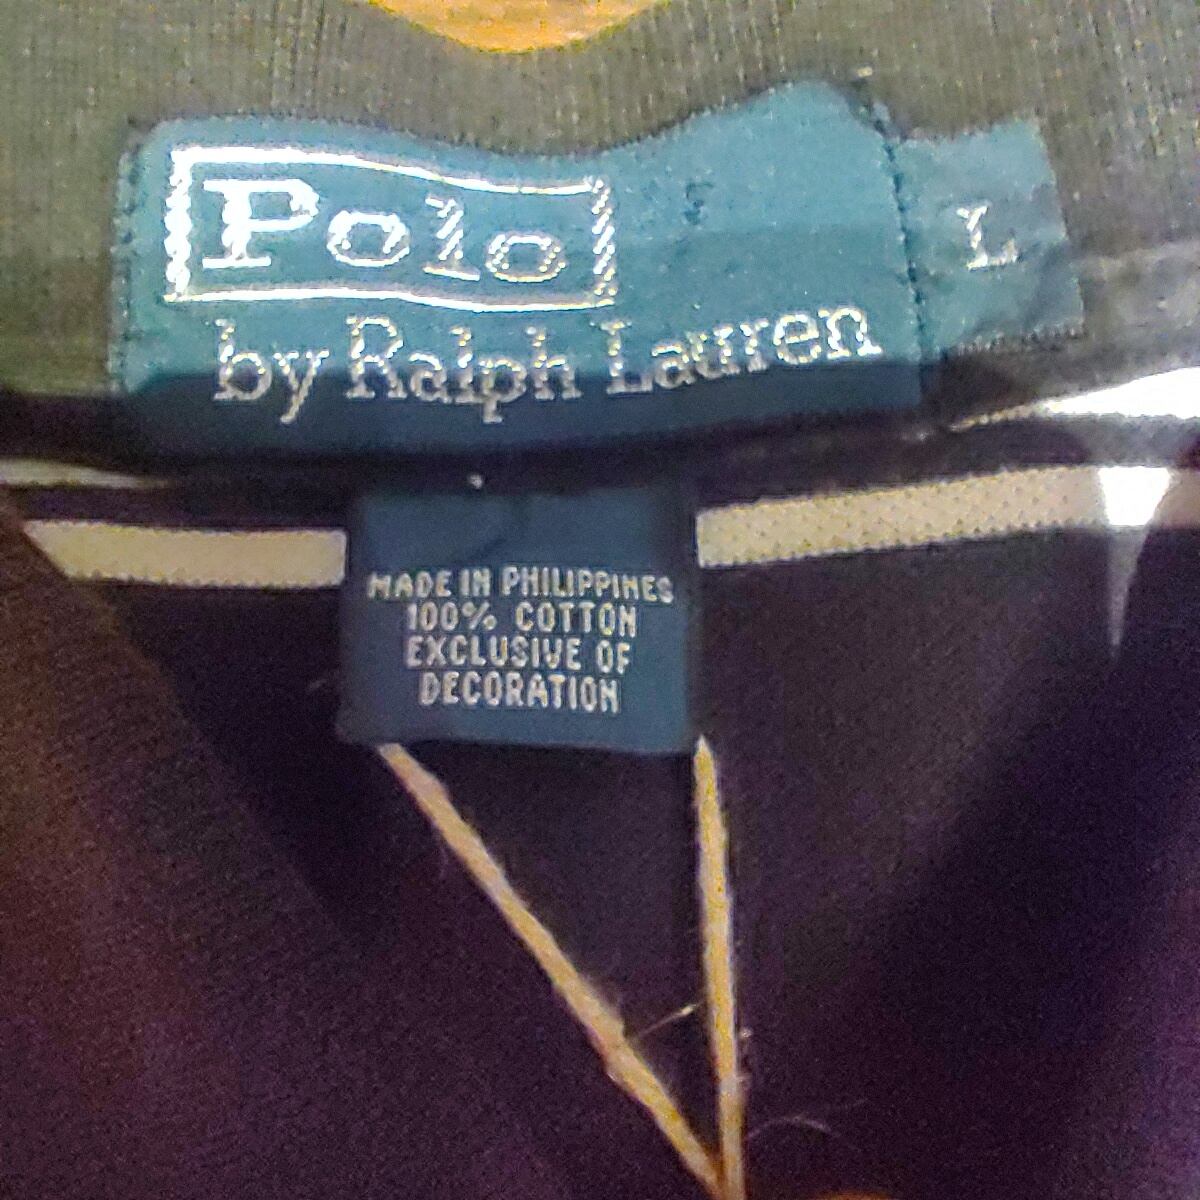 Polo
by Ralph Lauren
L
MADE IN PHILIPPINES
100% COTTON
EXCLUSIVE OF
DECORATION